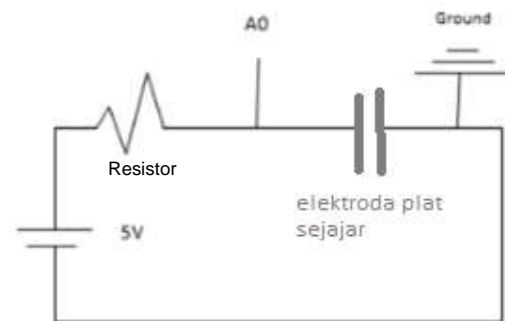 Ground
A0
Resistor
elektroda plat
sejajar
5V